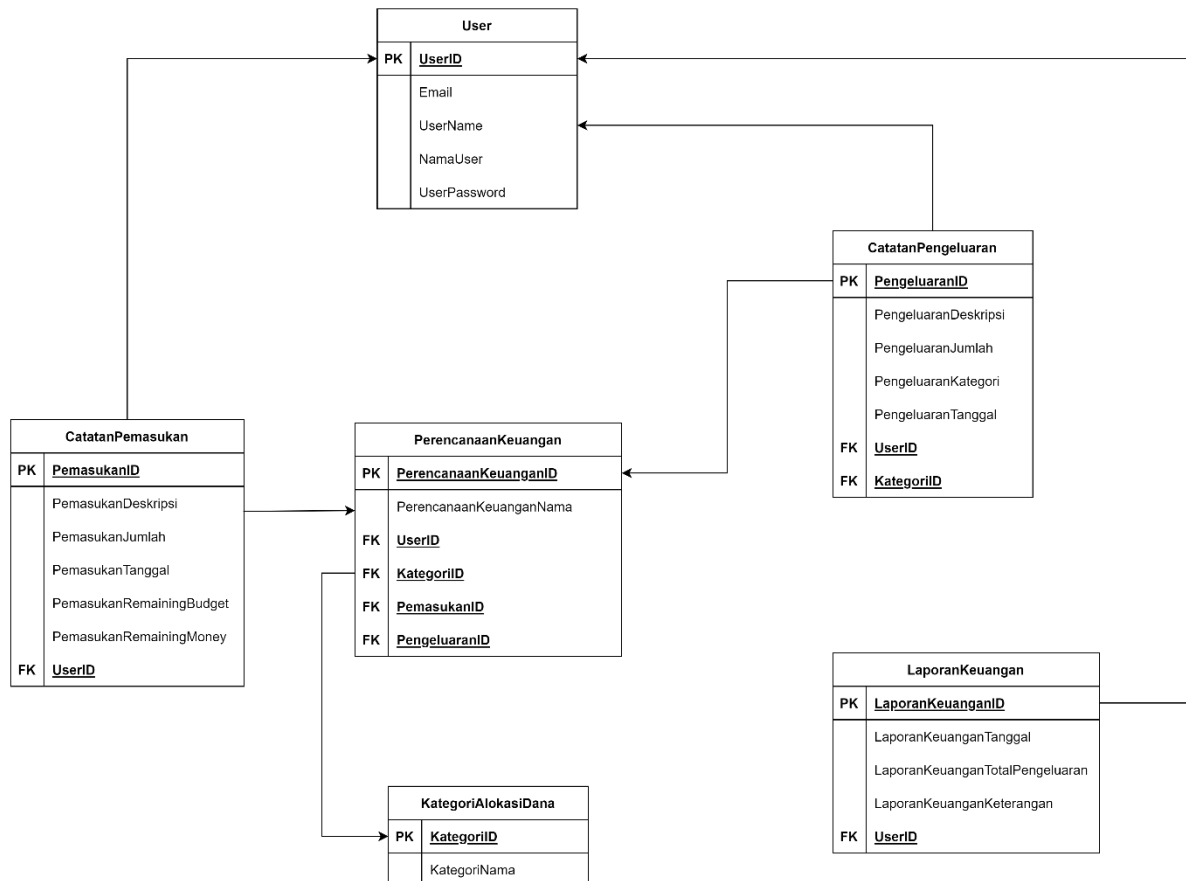 User
PK UserID
Email
UserName
NamaUser
UserPassword
CatatanPengeluaran
PK PengeluaranID
PengeluaranDeskripsi
PengeluaranJumlah
PengeluaranKategori
PengeluaranTanggal
FK UserID
FK KategoriID
CatatanPemasukan
PK PemasukanID
PemasukanDeskripsi
PemasukanJumlah
PemasukanTanggal
PemasukanRemainingBudget
PemasukanRemainingMoney
FK UserID
PerencanaanKeuangan
PK PerencanaanKeuanganID
PerencanaanKeuanganNama
FK UserID
FK KategoriID
FK PemasukanID
FK PengeluaranID
LaporanKeuangan
PK LaporanKeuanganID
LaporanKeuanganTanggal
LaporanKeuanganTotalPengeluaran
LaporanKeuanganKeterangan
FK UserID
KategoriAlokasiDana
PK KategoriID
KategoriNama